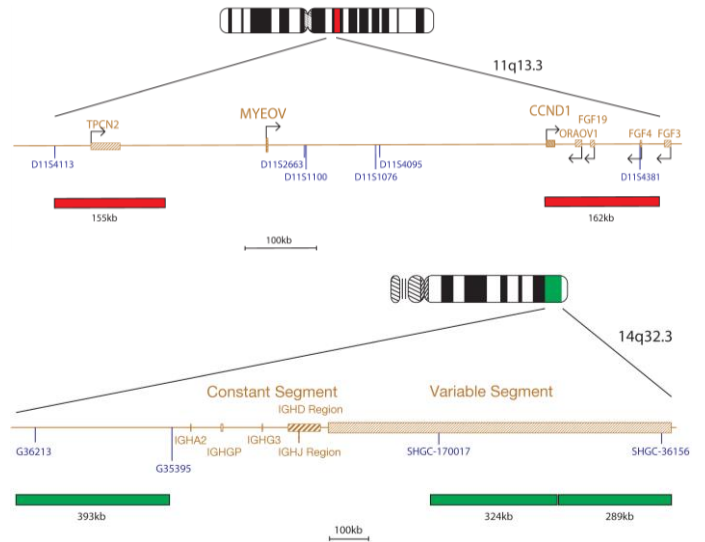 11q13.3
TPCN2
MYEOV
CCND1
FGF19
ORAOV1
FGF4
FGF3
D11S4113
D11S2663
D11S1100
D11S4095
D11S1076
D11S4381
155kb
162kb
100kb
14q32.3
Constant Segment
Variable Segment
IGHD Region
IGHA2
IGHGP
IGHG3
IGHJ Region
G36213
G35395
SHGC-170017
SHGC-36156
393kb
324kb
289kb
100kb